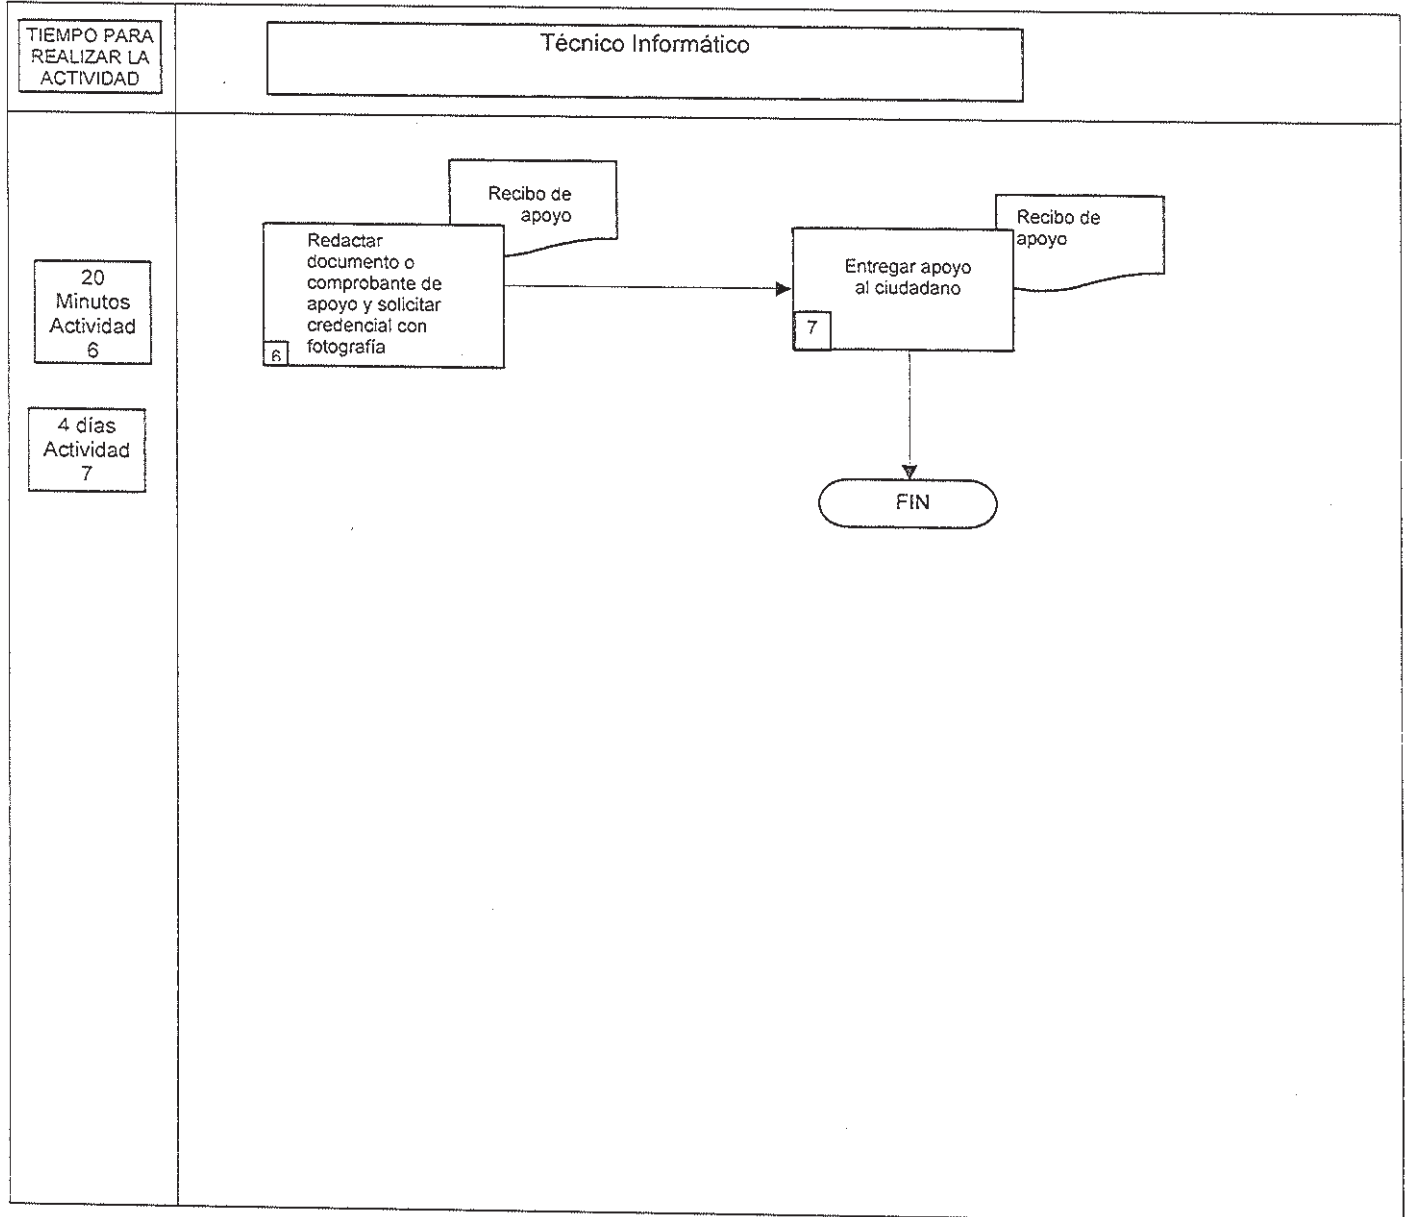 TIEMPO PARA
REALIZAR LA
ACTIVIDAD
Técnico Informático
20
Minutos
Actividad
6
4 días
Actividad
7
Recibo de
apoyo
Redactar
documento o
comprobante de
apoyo y solicitar
credencial con
fotografía
6
Recibo de
apoyo
Entregar apoyo
al ciudadano
7
FIN